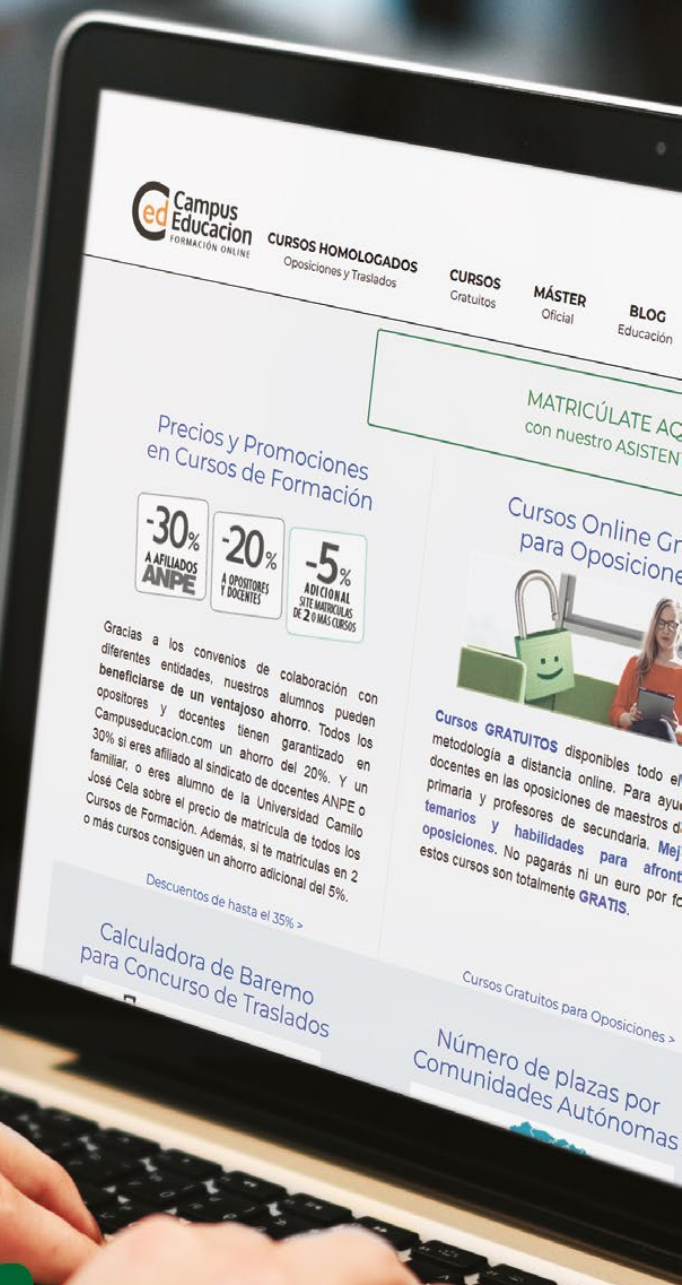 Ced Campus
Educacion
FORMACIÓN ONLINE
CURSOS HOMOLOGADOS
Oposiciones y Traslados
CURSOS
Gratuitos
MÁSTER
Oficial
BLOG
Educación
MATRICÚLATE AQ
con nuestro ASISTEN
Precios y Promociones
en Cursos de Formación
-30%
A AFILIADOS
ANPE
-20%
A OPOSITORES
Y DOCENTES
-5%
ADICIONAL
SI TE MATRICULAS
DE 2 O MÁS CURSOS
Gracias a los convenios de colaboración con
diferentes entidades, nuestros alumnos pueden
beneficiarse de un ventajoso ahorro. Todos los
opositores y docentes tienen garantizado en
Campuseducacion.com un ahorro del 20%. Y un
30% si eres afiliado al sindicato de docentes ANPE o
familiar, o eres alumno de la Universidad Camilo
José Cela sobre el precio de matrícula de todos los
Cursos de Formación. Además, si te matriculas en 2
o más cursos consiguen un ahorro adicional del 5%.
Descuentos de hasta el 35% >
Cursos Online Gr
para Oposicione
Cursos GRATUITOS disponibles todo el
metodología a distancia online. Para ayu
docentes en las oposiciones de maestros d
primaria y profesores de secundaria. Mej
temarios y habilidades para afront
oposiciones. No pagarás ni un euro por fo
estos cursos son totalmente GRATIS.
Cursos Gratuitos para Oposiciones >
Calculadora de Baremo
para Concurso de Traslados
Número de plazas por
Comunidades Autónomas